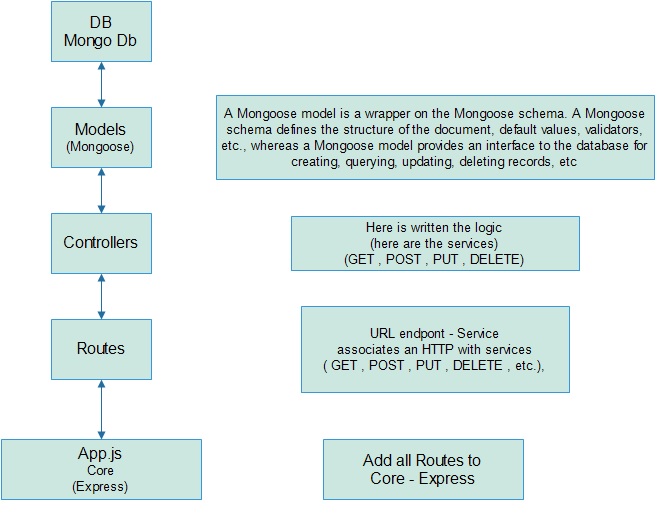 DB
Mongo Db
Models
(Mongoose)
A Mongoose model is a wrapper on the Mongoose schema. A Mongoose
schema defines the structure of the document, default values, validators,
etc., whereas a Mongoose model provides an interface to the database for
creating, querying, updating, deleting records, etc
Controllers
Here is written the logic
(here are the services)
(GET , POST , PUT , DELETE)
Routes
URL endpont - Service
associates an HTTP with services
( GET , POST , PUT , DELETE , etc.),
App.js
Core
(Express)
Add all Routes to
Core - Express